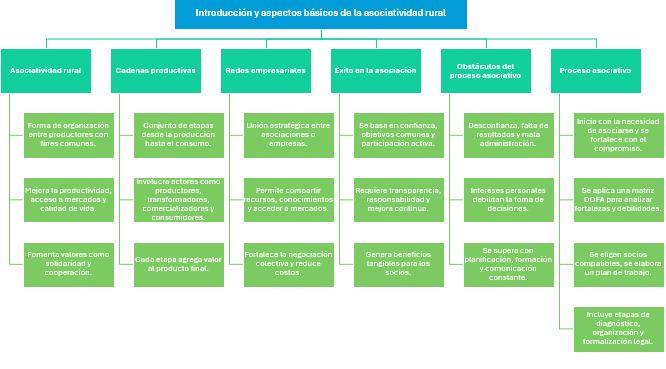 Introducción y aspectos básicos de la asociatividad rural
Asociatividad rural
Forma de organización
entre productores con
fines comunes.
Mejora la productividad,
acceso a mercados y
calidad de vida.
Fomenta valores como
solidaridad y
cooperación.
Cadenas productivas
Conjunto de etapas
desde la producción
hasta el consumo.
Involucra actores como
productores,
transformadores,
comercializadores y
consumidores.
Cada etapa agrega valor
al producto final.
Redes empresariales
Unión estratégica entre
asociaciones o
empresas.
Permite compartir
recursos, conocimientos
y acceder a mercados.
Fortalece la negociación
colectiva y reduce
costos.
Éxito en la asociación
Se basa en confianza,
objetivos comunes y
participación activa.
Requiere transparencia,
responsabilidad y
mejora continua.
Genera beneficios
tangibles para los
socios.
Obstáculos del
proceso asociativo
Desconfianza, falta de
resultados y mala
administración.
Intereses personales
debilitan la toma de
decisiones.
Se supera con
planificación, formación
y comunicación
constante.
Proceso asociativo
Inicia con la necesidad
de asociarse y se
fortalece con el
compromiso.
Se aplica una matriz
DOFA para analizar
fortalezas y debilidades.
Se eligen socios
compatibles, se elabora
un plan de trabajo.
Incluye etapas de
diagnóstico,
organización y
formalización legal.